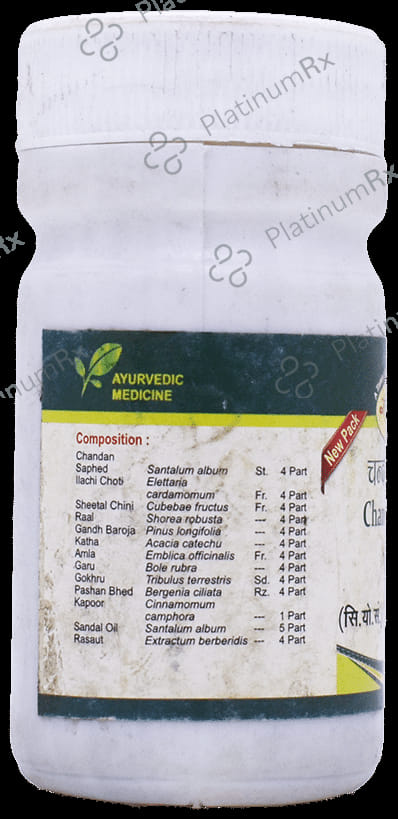 PlatinumRx
PlatinumRx
PlatinumRx
AYURVEDIC
MEDICINE
New Pack
Composition :
Chandan
Saped Santalum album St. 4 Part
Ilachi Choti Elettaria
cardamomum Fr. 4 Part
Sheetal Chini Cubebae fructus Fr. 4 Part
Raal Shorea robusta --- 4 Part
Gandh Baroja Pinus longifolia --- 4 Part
Katha Acacia catechu --- 4 Part
Amla Emblica officinalis Fr. 4 Part
Garu Bole rubra --- 4 Part
Gokhru Tribulus terrestris Sd. 4 Part
Pashan Bhed Bergenia ciliata Rz. 4 Part
Kapoor Cinnamomum
camphora --- 1 Part
Sandal Oil Santalum album --- 5 Part
Rasaut Extractum berberidis --- 4 Part
(सि.यो.सं.